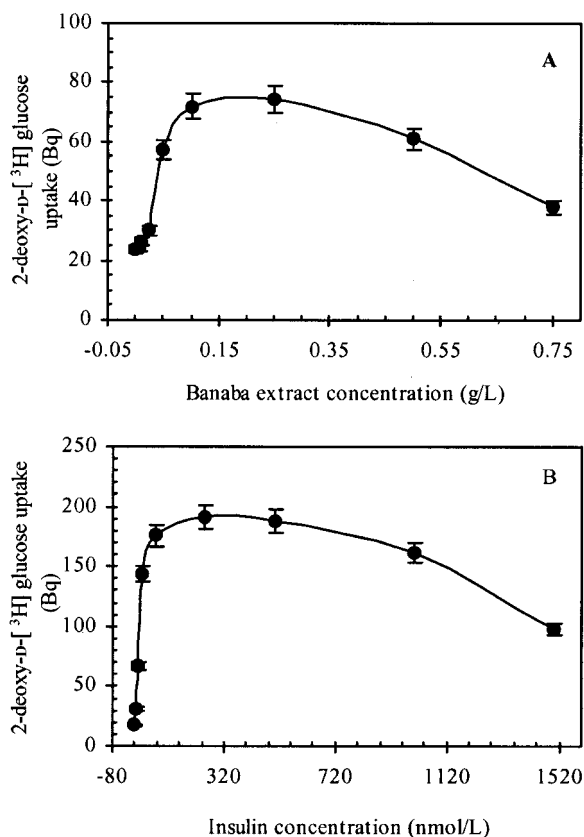 A
2-deoxy-D-[ ³H] glucose
uptake (Bq)
100
80
60
40
20
0
-0.05 0.15 0.35 0.55 0.75
Banaba extract concentration (g/L)
B
2-deoxy-D-[ ³H] glucose uptake
(Bq)
250
200
150
100
50
0
-80 320 720 1120 1520
Insulin concentration (nmol/L)